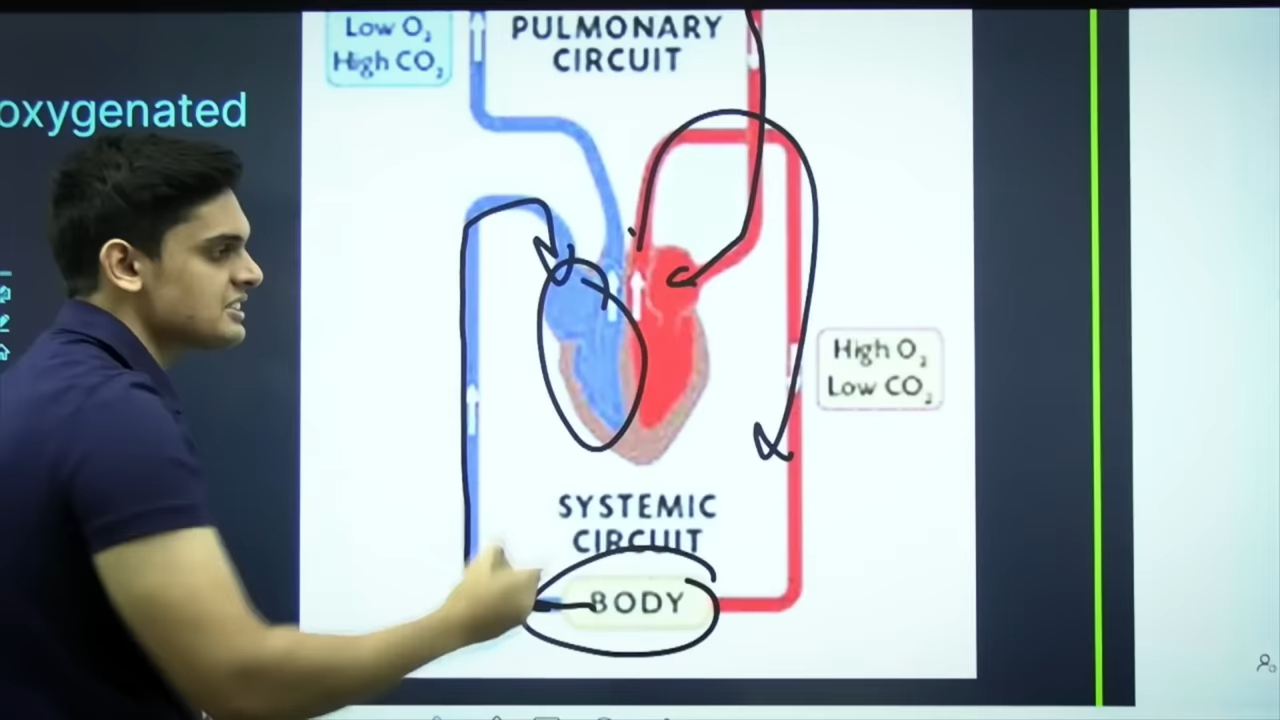 Low O₂
High CO₂
PULMONARY
CIRCUIT
oxygenated
High O₂
Low CO₂
SYSTEMIC
CIRCUIT
BODY